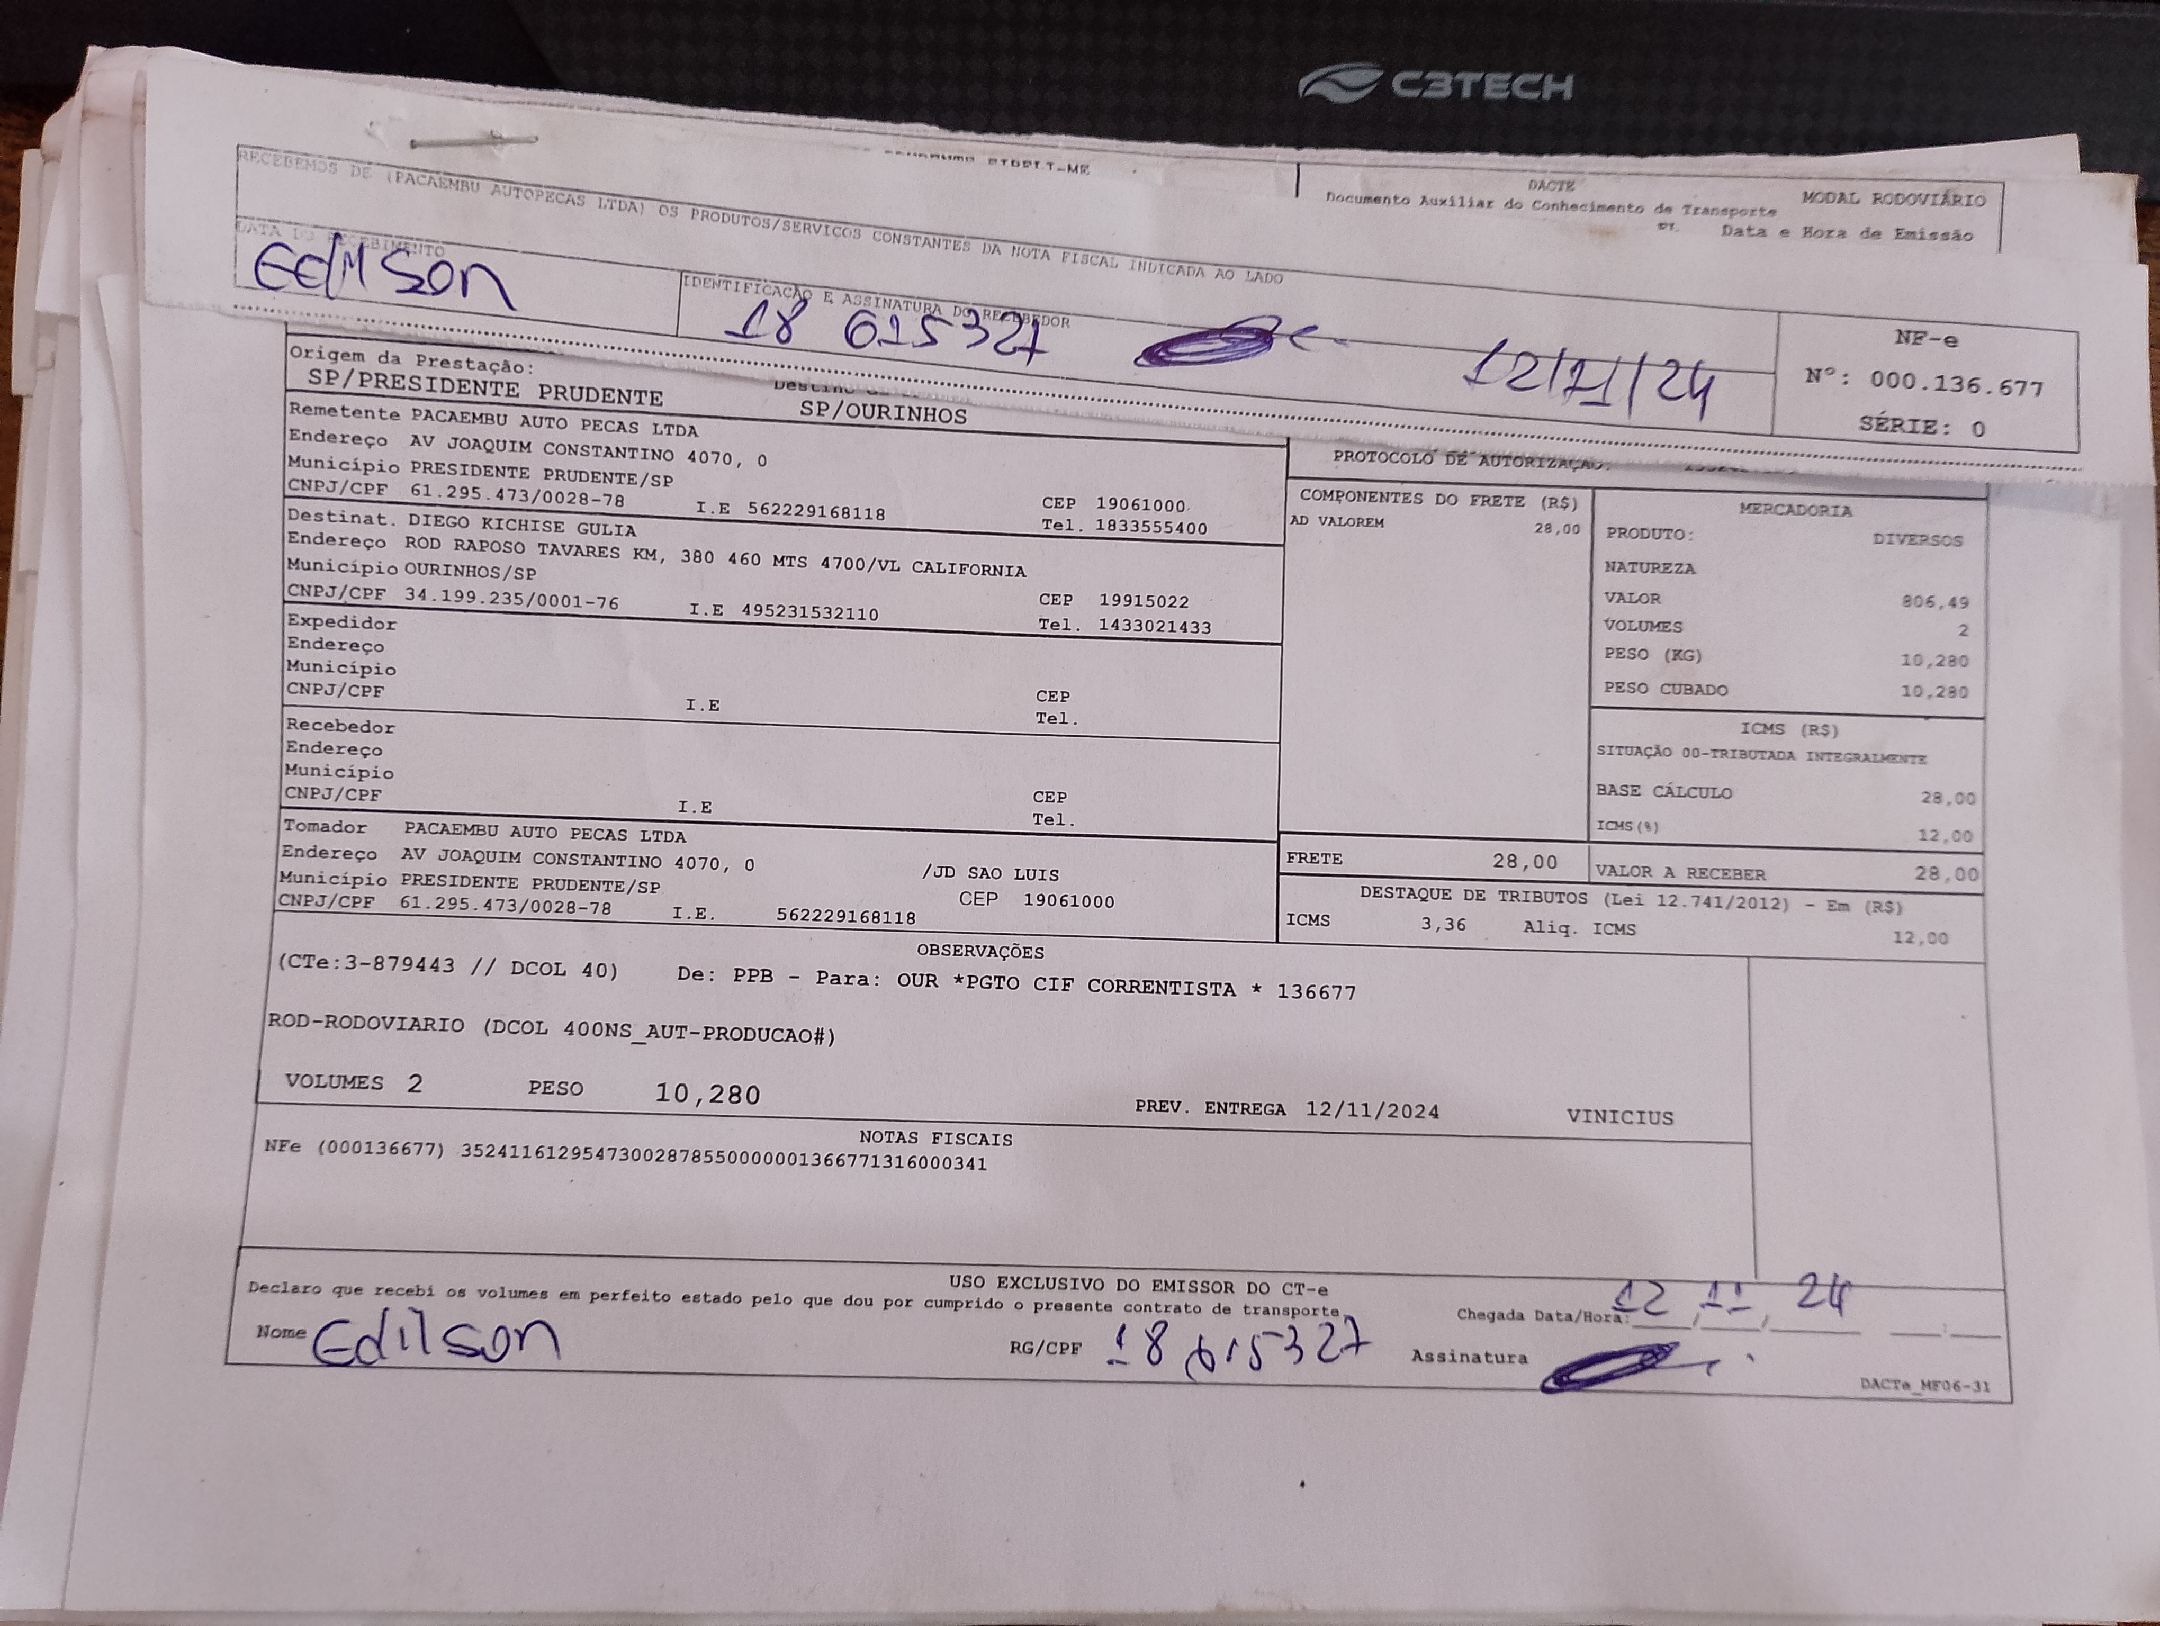 C3TECH
DACTE MODAL RODOVIÁRIO
Documento Auxiliar do Conhecimento de Transporte
Data e Hora de Emissão
RECEBEMOS DE (PACAEMBU AUTOPECAS LTDA) OS PRODUTOS/SERVICOS CONSTANTES DA NOTA FISCAL INDICADA AO LADO
DATA DO RECEBIMENTO
Edilson
IDENTIFICAÇÃO E ASSINATURA DO RECEBEDOR
18 615327 12/11/24
NF-e
Nº: 000.136.677
SÉRIE: 0
Origem da Prestação:
SP/PRESIDENTE PRUDENTE SP/OURINHOS
Remetente PACAEMBU AUTO PECAS LTDA
Endereço AV JOAQUIM CONSTANTINO 4070, 0
Município PRESIDENTE PRUDENTE/SP
CNPJ/CPF 61.295.473/0028-78 I.E 562229168118 CEP 19061000
Tel. 1833555400
Destinat. DIEGO KICHISE GULIA
Endereço ROD RAPOSO TAVARES KM, 380 460 MTS 4700/VL CALIFORNIA
Município OURINHOS/SP
CNPJ/CPF 34.199.235/0001-76 I.E 495231532110 CEP 19915022
Tel. 1433021433
Expedidor
Endereço
Município
CNPJ/CPF I.E CEP
Tel.
Recebedor
Endereço
Município
CNPJ/CPF I.E CEP
Tel.
Tomador PACAEMBU AUTO PECAS LTDA
Endereço AV JOAQUIM CONSTANTINO 4070, 0 /JD SAO LUIS
Município PRESIDENTE PRUDENTE/SP CEP 19061000
CNPJ/CPF 61.295.473/0028-78 I.E. 562229168118
PROTOCOLO DE AUTORIZAÇÃO:
COMPONENTES DO FRETE (R$)
AD VALOREM 28,00
MERCADORIA
PRODUTO: DIVERSOS
NATUREZA
VALOR 806,49
VOLUMES 2
PESO (KG) 10,280
PESO CUBADO 10,280
ICMS (R$)
SITUAÇÃO 00-TRIBUTADA INTEGRALMENTE
BASE CÁLCULO 28,00
ICMS(%) 12,00
FRETE 28,00 VALOR A RECEBER 28,00
DESTAQUE DE TRIBUTOS (Lei 12.741/2012) - Em (R$)
ICMS 3,36 Aliq. ICMS 12,00
OBSERVAÇÕES
(CTe:3-879443 // DCOL 40) De: PPB - Para: OUR *PGTO CIF CORRENTISTA * 136677
ROD-RODOVIARIO (DCOL 400NS_AUT-PRODUCAO#)
VOLUMES 2 PESO 10,280 PREV. ENTREGA 12/11/2024 VINICIUS
NOTAS FISCAIS
NFe (000136677) 35241161295473002878550000001366771316000341
USO EXCLUSIVO DO EMISSOR DO CT-e
Declaro que recebi os volumes em perfeito estado pelo que dou por cumprido o presente contrato de transporte
Chegada Data/Hora: 12 / 11 / 24
Nome Edilson RG/CPF 18 615327 Assinatura
DACTe_MF06-31